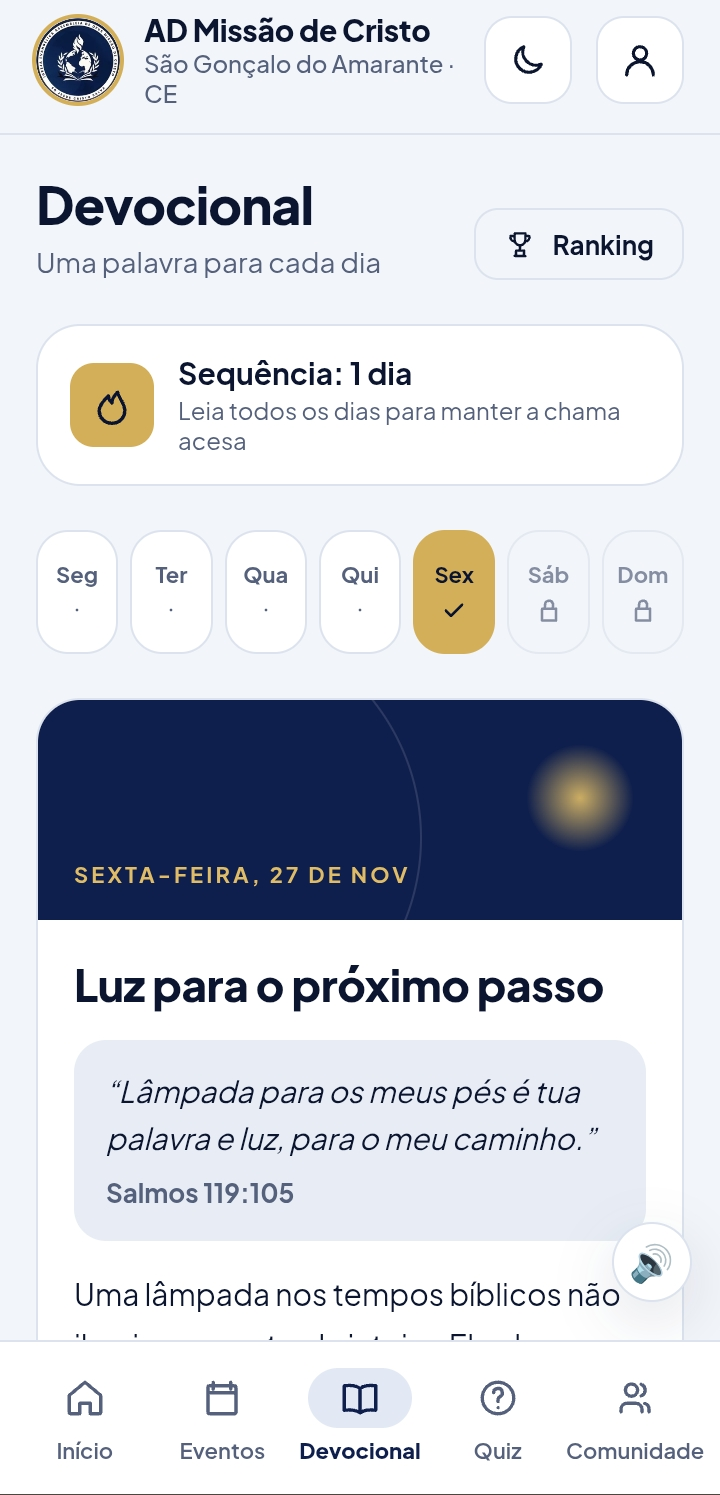 AD Missão de Cristo
São Gonçalo do Amarante ·
CE
Devocional
Uma palavra para cada dia
Ranking
Sequência: 1 dia
Leia todos os dias para manter a chama
acesa
Seg
Ter
Qua
Qui
Sex
Sáb
Dom
SEXTA-FEIRA, 27 DE NOV
Luz para o próximo passo
“Lâmpada para os meus pés é tua
palavra e luz, para o meu caminho.”
Salmos 119:105
Uma lâmpada nos tempos bíblicos não
Início
Eventos
Devocional
Quiz
Comunidade